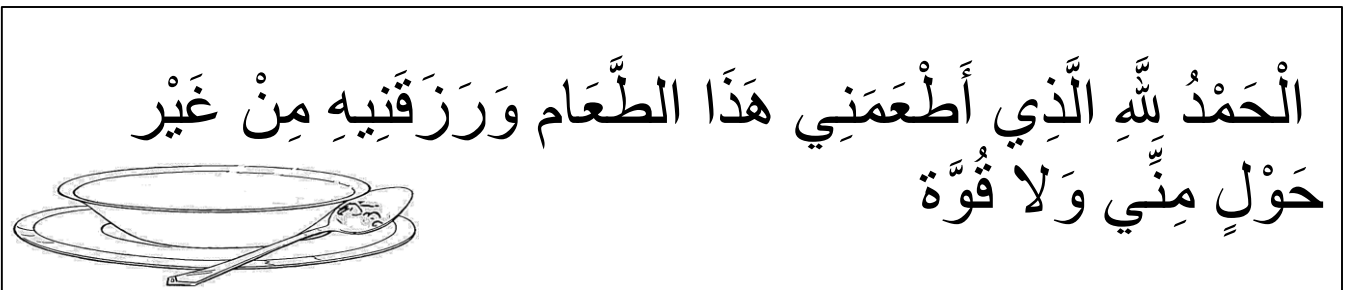 الْحَمْدُ لِلَّهِ الَّذِي أَطْعَمَنِي هَذَا الطَّعَام وَرَزَقَنِيهِ مِنْ غَيْر
حَوْلٍ مِنِّي وَلا قُوَّة